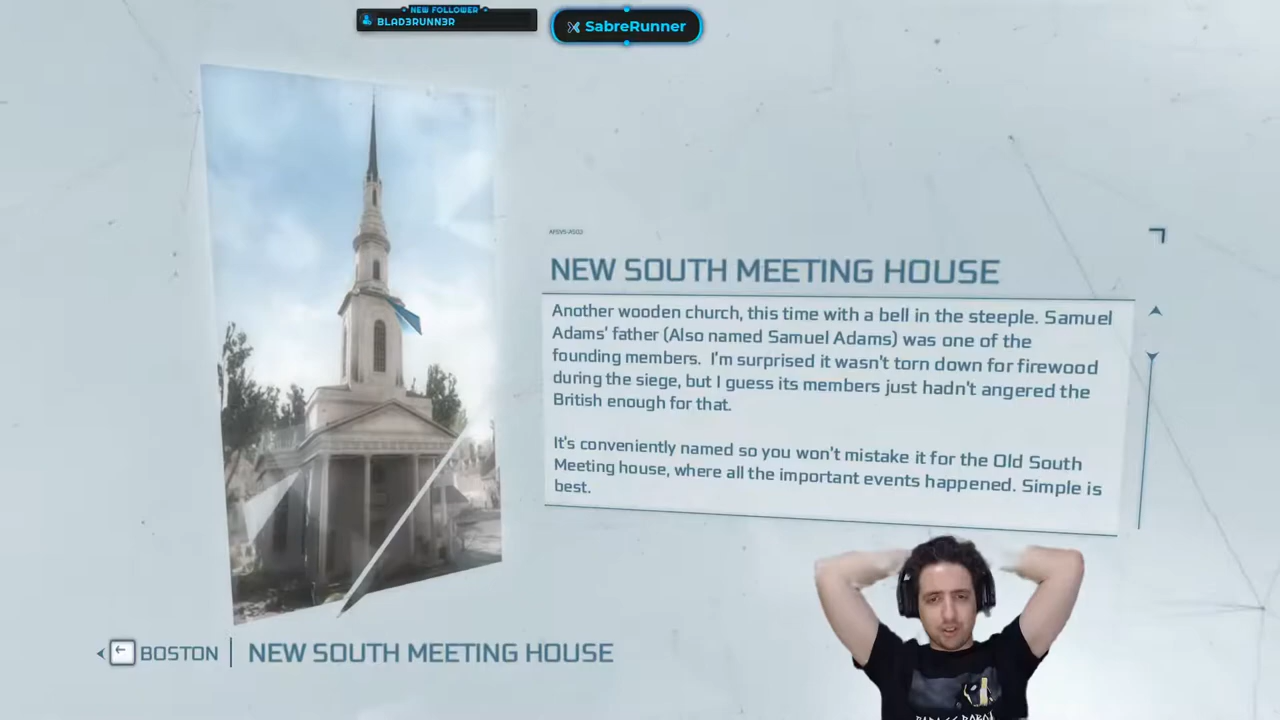 NEW FOLLOWER
BLAD3RUNN3R
SabreRunner
NEW SOUTH MEETING HOUSE
Another wooden church, this time with a bell in the steeple. Samuel
Adams' father (Also named Samuel Adams) was one of the
founding members. I'm surprised it wasn't torn down for firewood
during the siege, but I guess its members just hadn't angered the
British enough for that.
It's conveniently named so you won't mistake it for the Old South
Meeting house, where all the important events happened. Simple is
best.
BOSTON
NEW SOUTH MEETING HOUSE